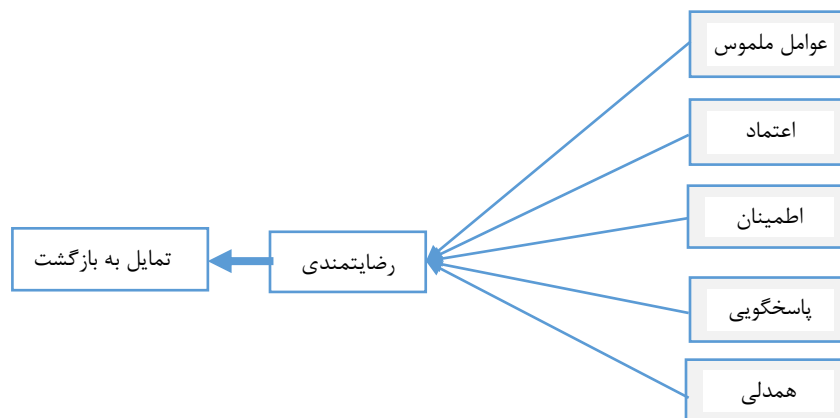 عوامل ملموس
اعتماد
اطمینان
پاسخگویی
همدلی
رضایتمندی
تمایل به بازگشت